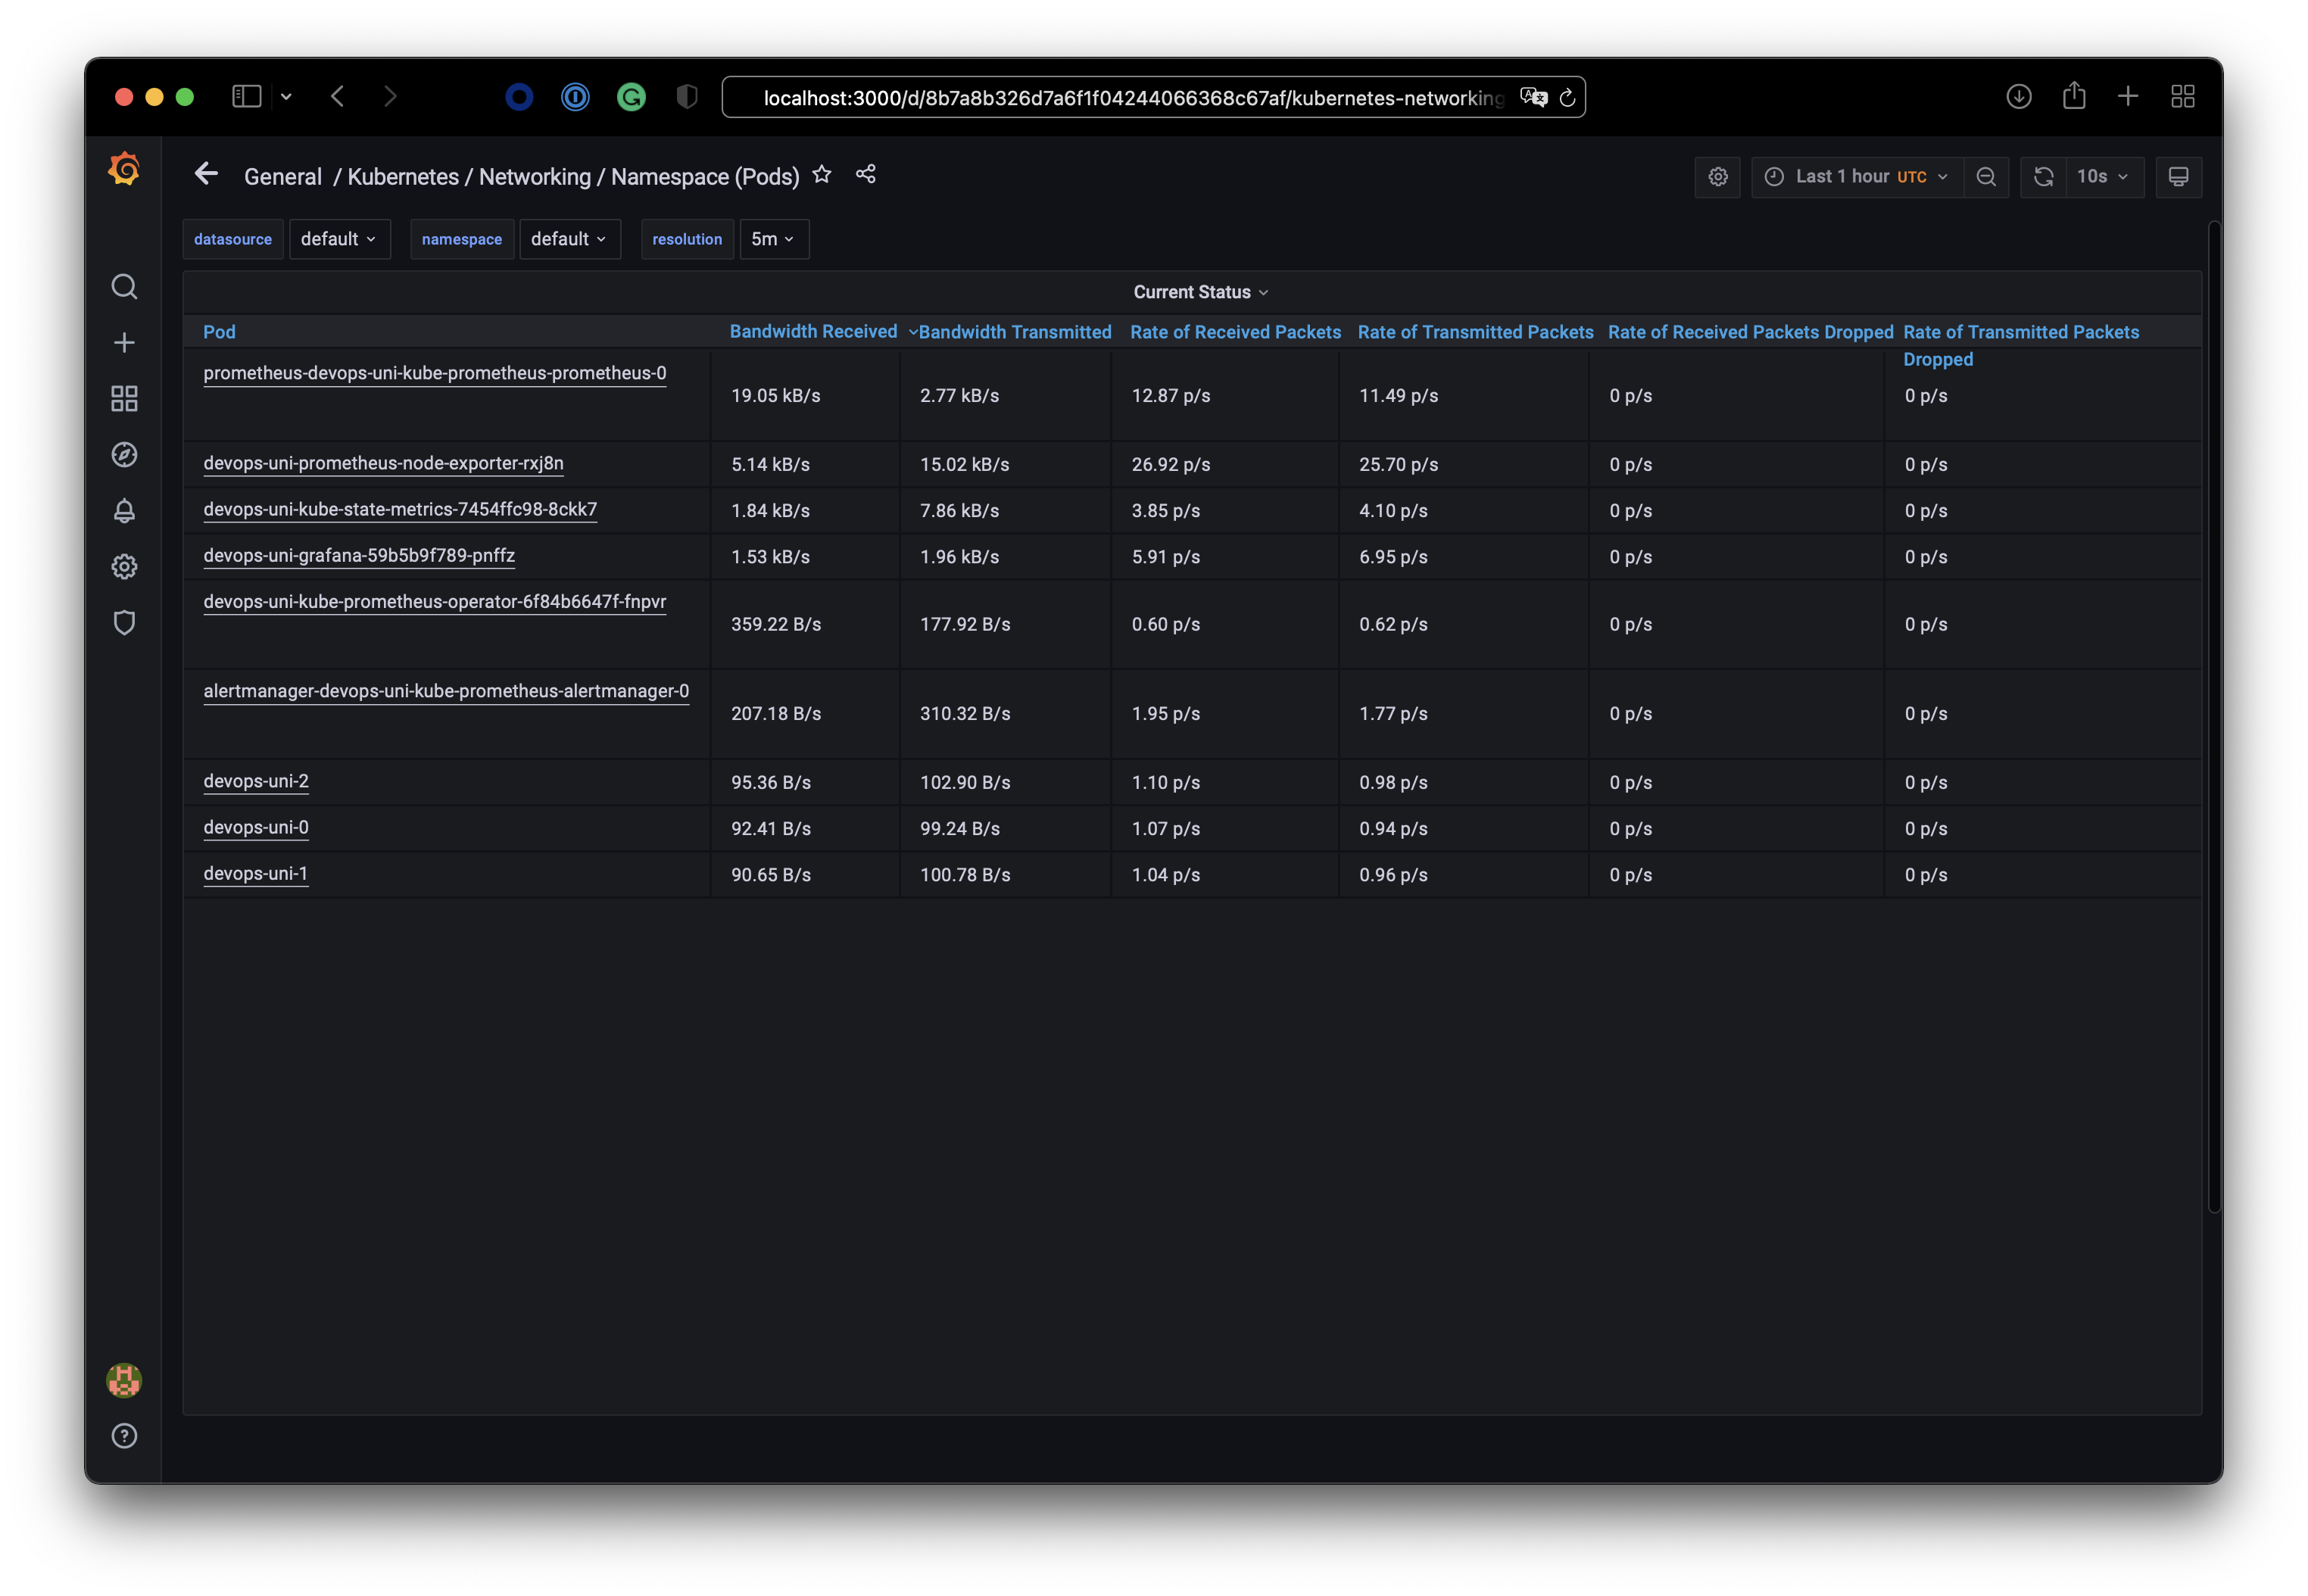 localhost:3000/d/8b7a8b326d7a6f1f04244066368c67af/kubernetes-networking
General / Kubernetes / Networking / Namespace (Pods)
Last 1 hour UTC
10s
datasource default namespace default resolution 5m
Current Status
Pod Bandwidth Received Bandwidth Transmitted Rate of Received Packets Rate of Transmitted Packets Rate of Received Packets Dropped Rate of Transmitted Packets Dropped
prometheus-devops-uni-kube-prometheus-prometheus-0 19.05 kB/s 2.77 kB/s 12.87 p/s 11.49 p/s 0 p/s 0 p/s
devops-uni-prometheus-node-exporter-rxj8n 5.14 kB/s 15.02 kB/s 26.92 p/s 25.70 p/s 0 p/s 0 p/s
devops-uni-kube-state-metrics-7454ffc98-8ckk7 1.84 kB/s 7.86 kB/s 3.85 p/s 4.10 p/s 0 p/s 0 p/s
devops-uni-grafana-59b5b9f789-pnffz 1.53 kB/s 1.96 kB/s 5.91 p/s 6.95 p/s 0 p/s 0 p/s
devops-uni-kube-prometheus-operator-6f84b6647f-fnpvr 359.22 B/s 177.92 B/s 0.60 p/s 0.62 p/s 0 p/s 0 p/s
alertmanager-devops-uni-kube-prometheus-alertmanager-0 207.18 B/s 310.32 B/s 1.95 p/s 1.77 p/s 0 p/s 0 p/s
devops-uni-2 95.36 B/s 102.90 B/s 1.10 p/s 0.98 p/s 0 p/s 0 p/s
devops-uni-0 92.41 B/s 99.24 B/s 1.07 p/s 0.94 p/s 0 p/s 0 p/s
devops-uni-1 90.65 B/s 100.78 B/s 1.04 p/s 0.96 p/s 0 p/s 0 p/s